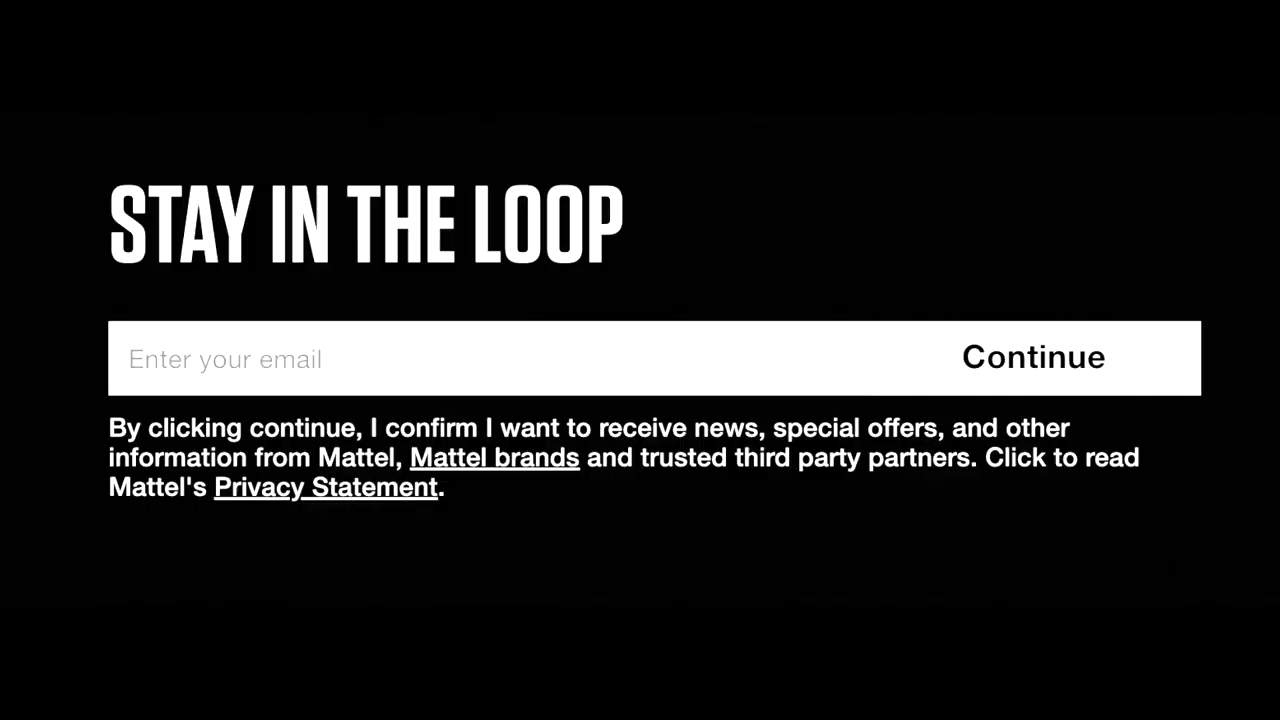 STAY IN THE LOOP
Enter your email
Continue
By clicking continue, I confirm I want to receive news, special offers, and other
information from Mattel, Mattel brands and trusted third party partners. Click to read
Mattel's Privacy Statement.